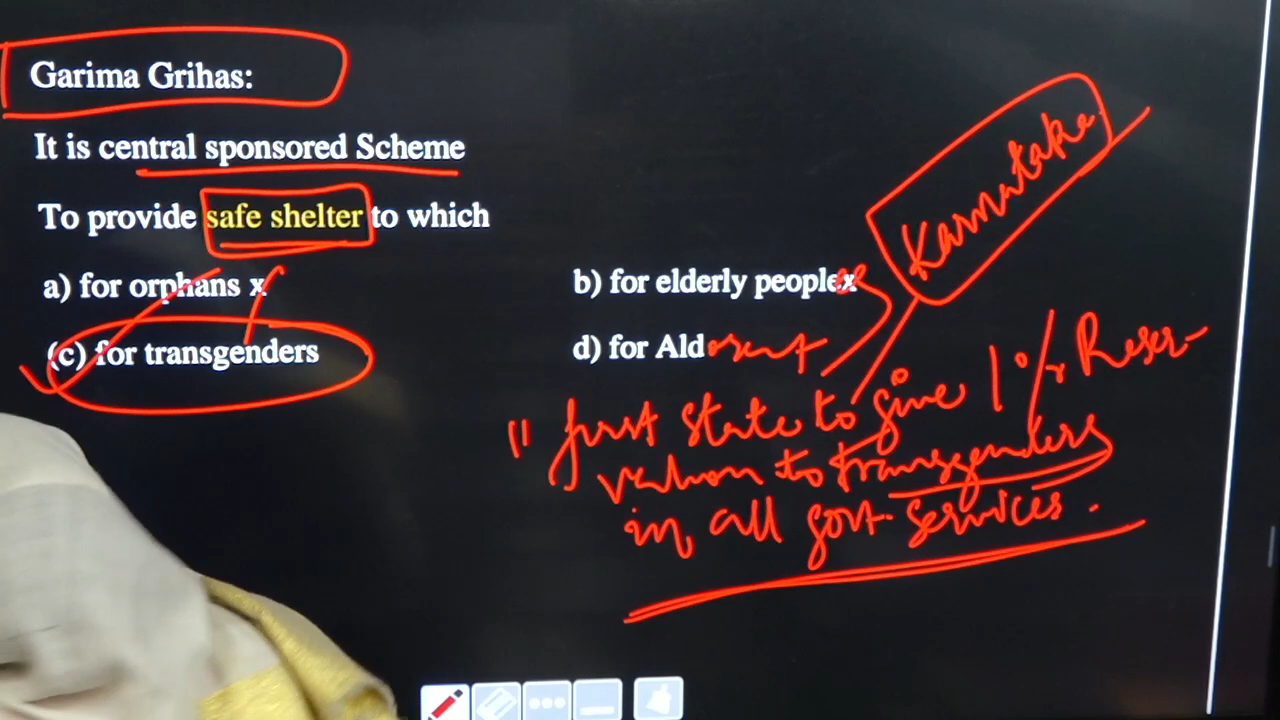 Garima Grihas:
It is central sponsored Scheme
To provide safe shelter to which
a) for orphans x
b) for elderly peoplex
(c) for transgenders
d) for Ald
Karnataka
"first state to give 1% Reser-
vation to transgenders
in all govt. services.